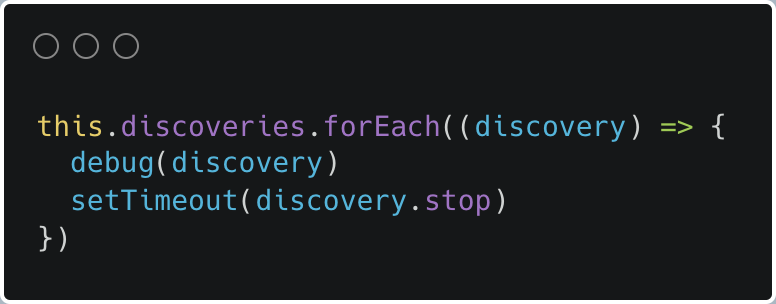 this.discoveries.forEach((discovery) => {
  debug(discovery)
  setTimeout(discovery.stop)
})